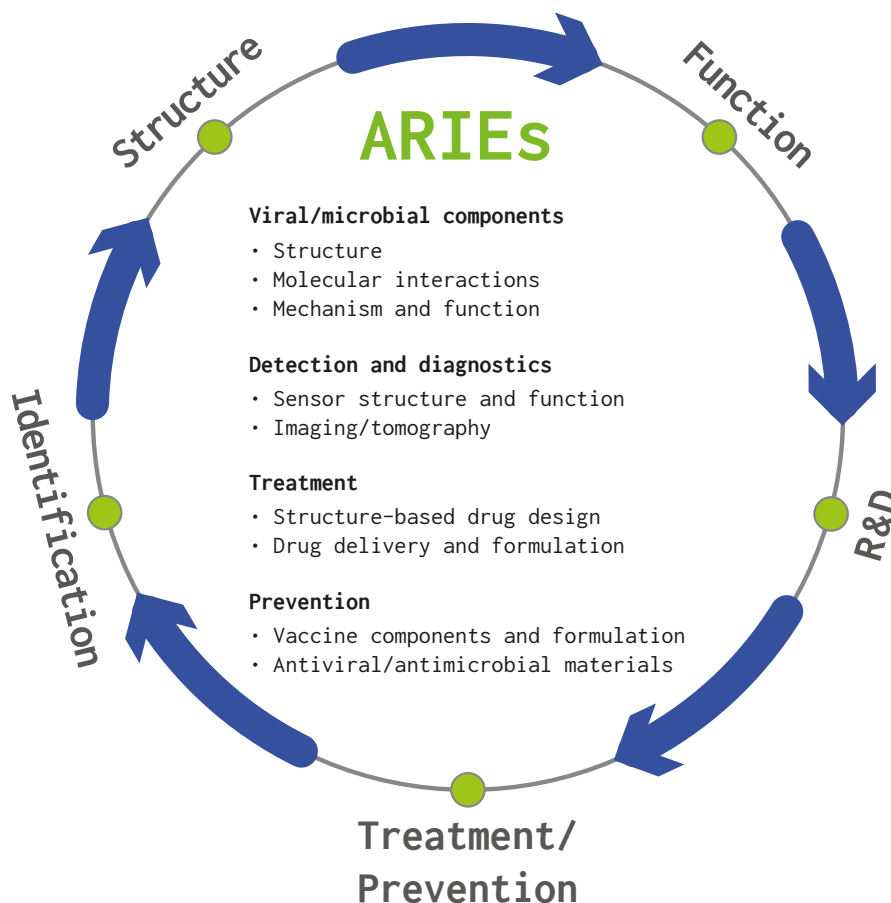 Structure
Function
ARIEs
Viral/microbial components
· Structure
· Molecular interactions
· Mechanism and function
Detection and diagnostics
· Sensor structure and function
· Imaging/tomography
Treatment
· Structure-based drug design
· Drug delivery and formulation
Prevention
· Vaccine components and formulation
· Antiviral/antimicrobial materials
Identification
R&D
Treatment/
Prevention